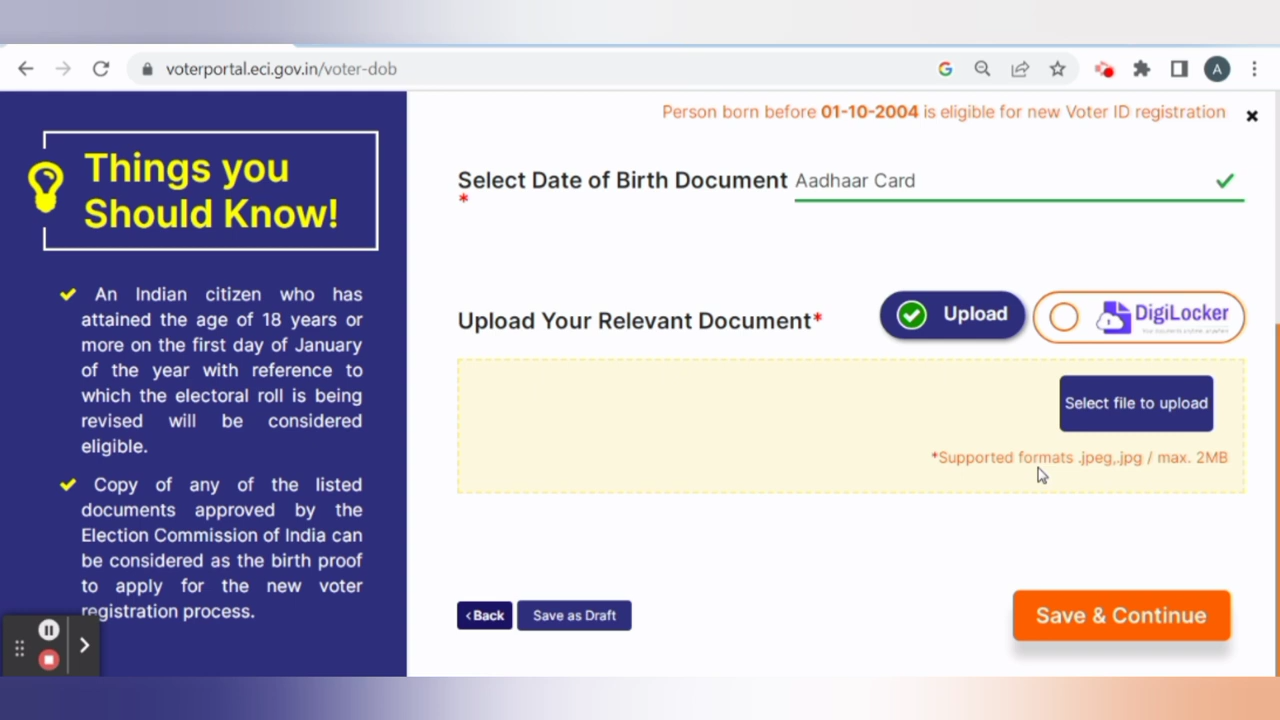 voterportal.eci.gov.in/voter-dob
A
Person born before 01-10-2004 is eligible for new Voter ID registration
Things you
Should Know!
An Indian citizen who has
attained the age of 18 years or
more on the first day of January
of the year with reference to
which the electoral roll is being
revised will be considered
eligible.
Copy of any of the listed
documents approved by the
Election Commission of India can
be considered as the birth proof
to apply for the new voter
registration process.
Select Date of Birth Document Aadhaar Card
*
Upload Your Relevant Document*
Upload
DigiLocker
Select file to upload
*Supported formats .jpeg,.jpg / max. 2MB
Back
Save as Draft
Save & Continue